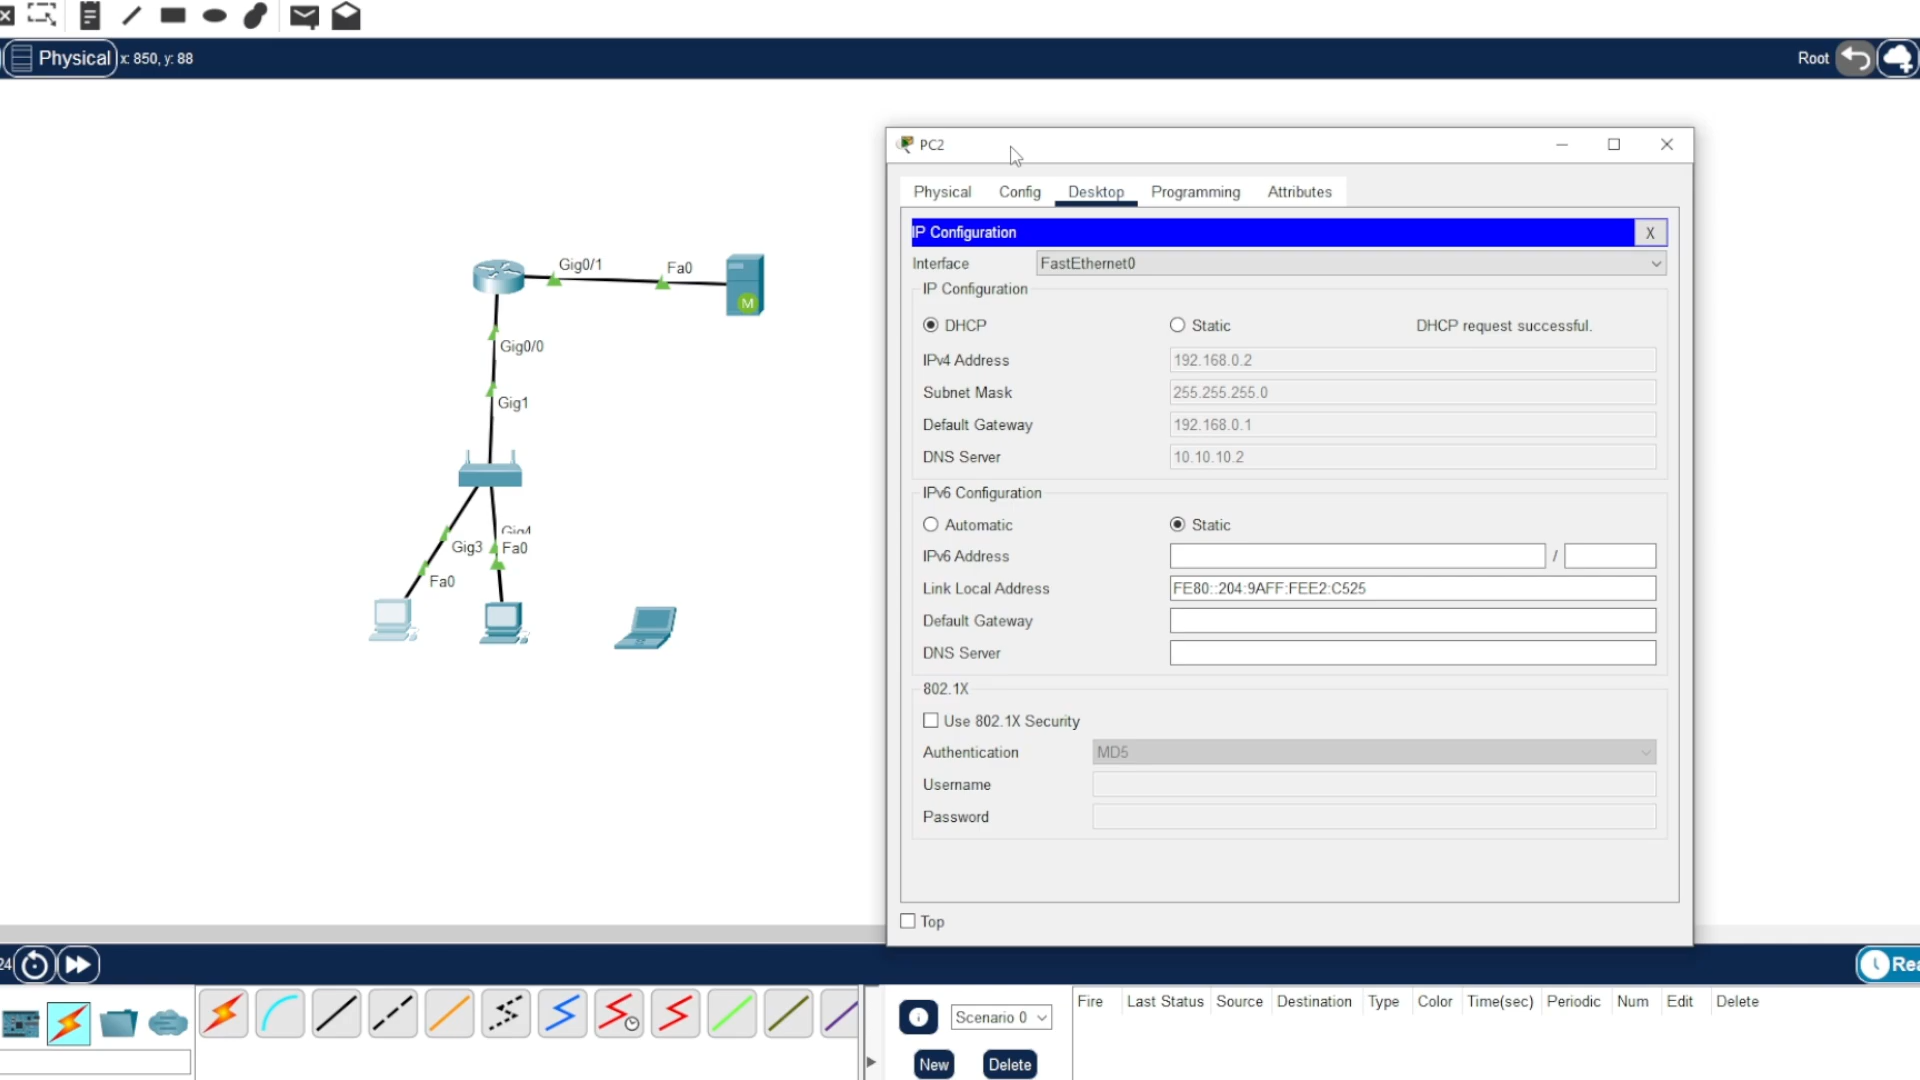 Physical x: 850, y: 88
Root
PC2
Physical Config Desktop Programming Attributes
IP Configuration X
Interface FastEthernet0
IP Configuration
DHCP Static DHCP request successful.
IPv4 Address 192.168.0.2
Subnet Mask 255.255.255.0
Default Gateway 192.168.0.1
DNS Server 10.10.10.2
IPv6 Configuration
Automatic Static
IPv6 Address /
Link Local Address FE80::204:9AFF:FEE2:C525
Default Gateway
DNS Server
802.1X
Use 802.1X Security
Authentication MD5
Username
Password
Top
Gig0/1 Fa0
M
Gig0/0
Gig1
Gig4
Gig3 Fa0
Fa0
24
Rea
Scenario 0
New Delete
Fire Last Status Source Destination Type Color Time(sec) Periodic Num Edit Delete